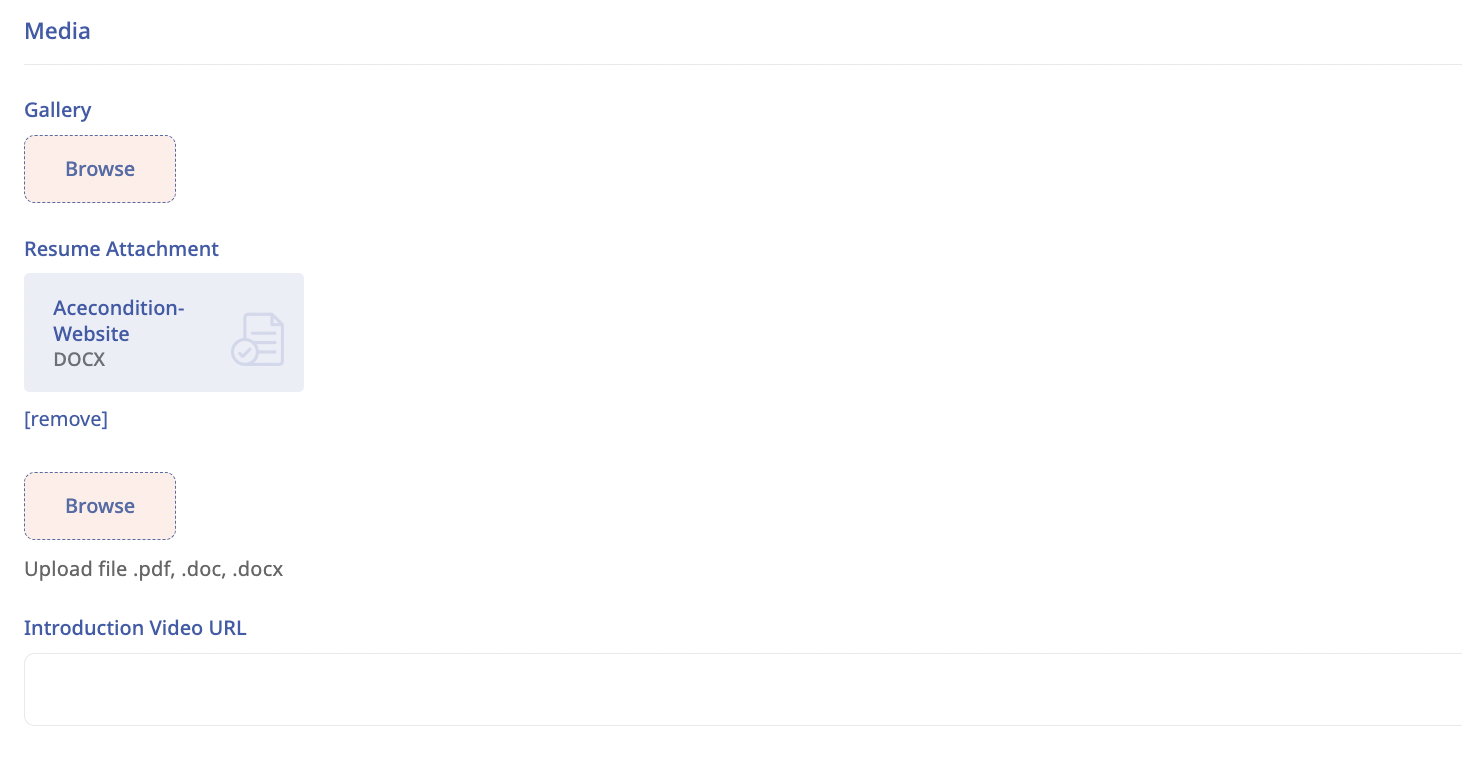 Media
Gallery
Browse
Resume Attachment
Acecondition-
Website
DOCX
[remove]
Browse
Upload file .pdf, .doc, .docx
Introduction Video URL